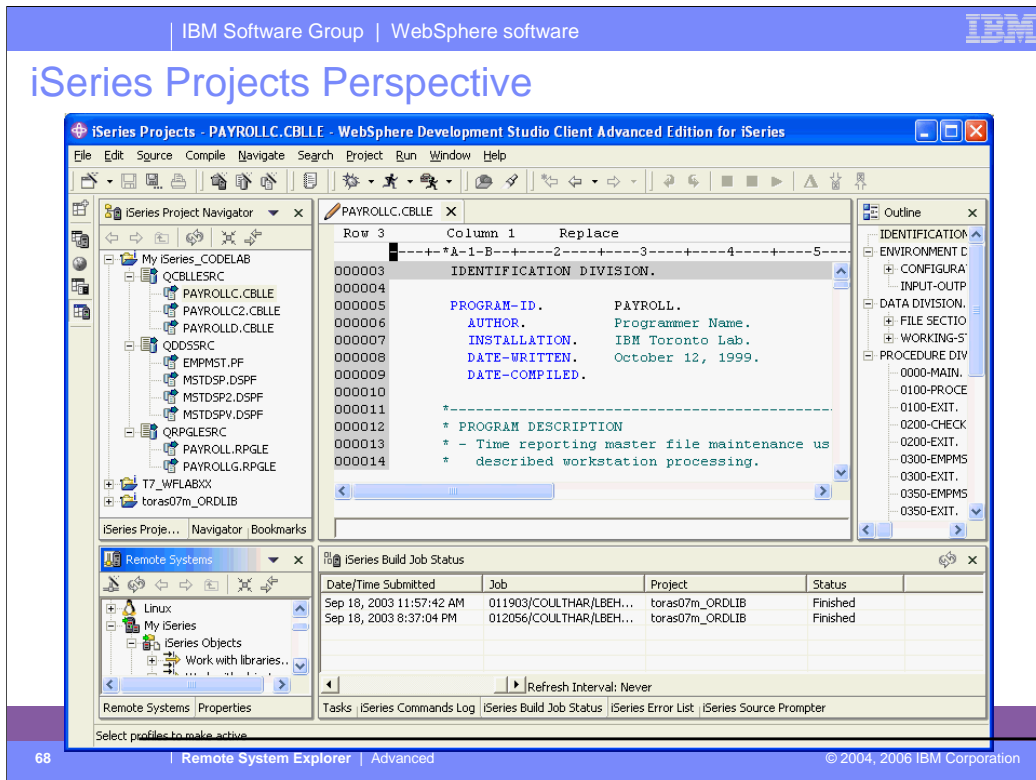 IBM Software Group | WebSphere software
IBM
iSeries Projects Perspective
iSeries Projects - PAYROLLC.CBLLE - WebSphere Development Studio Client Advanced Edition for iSeries
File Edit Source Compile Navigate Search Project Run Window Help
iSeries Project Navigator
My iSeries_CODELAB
QCBLLESRC
PAYROLLC.CBLLE
PAYROLLC2.CBLLE
PAYROLLD.CBLLE
QDDSSRC
EMPMST.PF
MSTDSP.DSPF
MSTDSP2.DSPF
MSTDSPV.DSPF
QRPGLESRC
PAYROLL.RPGLE
PAYROLLG.RPGLE
T7_WFLABXX
toras07m_ORDLIB
iSeries Proje... Navigator Bookmarks
PAYROLLC.CBLLE
Row 3 Column 1 Replace
----+-*A-1-B--+----2----+----3----+----4----+----5----
000003 IDENTIFICATION DIVISION.
000004
000005 PROGRAM-ID. PAYROLL.
000006 AUTHOR. Programmer Name.
000007 INSTALLATION. IBM Toronto Lab.
000008 DATE-WRITTEN. October 12, 1999.
000009 DATE-COMPILED.
000010
000011 *-------------------------------------------
000012 * PROGRAM DESCRIPTION
000013 * - Time reporting master file maintenance us
000014 * described workstation processing.
Outline
IDENTIFICATION
ENVIRONMENT D
CONFIGURA
INPUT-OUTP
DATA DIVISION.
FILE SECTIO
WORKING-S
PROCEDURE DIV
0000-MAIN.
0100-PROCE
0100-EXIT.
0200-CHECK
0200-EXIT.
0300-EMPMS
0300-EXIT.
0350-EMPMS
0350-EXIT.
Remote Systems
Linux
My iSeries
iSeries Objects
Work with libraries..
Remote Systems Properties
iSeries Build Job Status
Date/Time Submitted Job Project Status
Sep 18, 2003 11:57:42 AM 011903/COULTHAR/LBEH... toras07m_ORDLIB Finished
Sep 18, 2003 8:37:04 PM 012056/COULTHAR/LBEH... toras07m_ORDLIB Finished
Refresh Interval: Never
Tasks iSeries Commands Log iSeries Build Job Status iSeries Error List iSeries Source Prompter
Select profiles to make active
68 | Remote System Explorer | Advanced © 2004, 2006 IBM Corporation